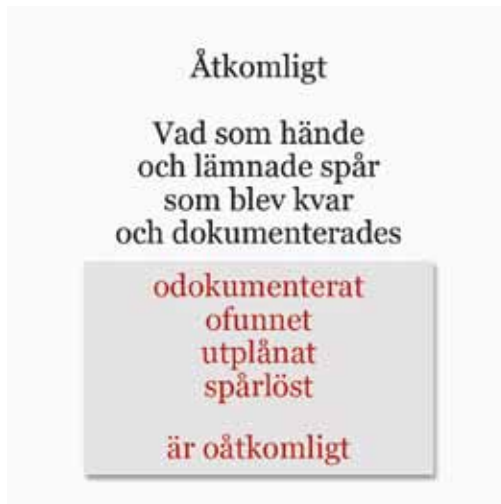 Åtkomligt
Vad som hände
och lämnade spår
som blev kvar
och dokumenterades
odokumenterat
ofunnet
utplånat
spårlöst
är oåtkomligt